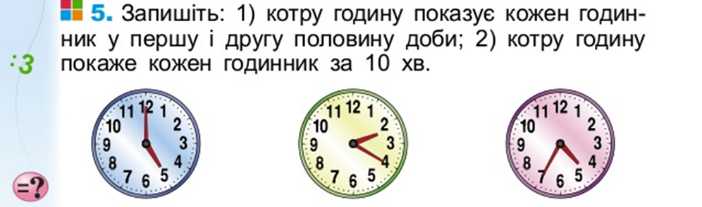 5. Запишіть: 1) котру годину показує кожен годин-
ник у першу і другу половину доби; 2) котру годину
покаже кожен годинник за 10 хв.
:3
11 12 1
10 2
9 3
8 4
7 6 5
11 12 1
10 2
9 3
8 4
7 6 5
11 12 1
10 2
9 3
8 4
7 6 5
=?